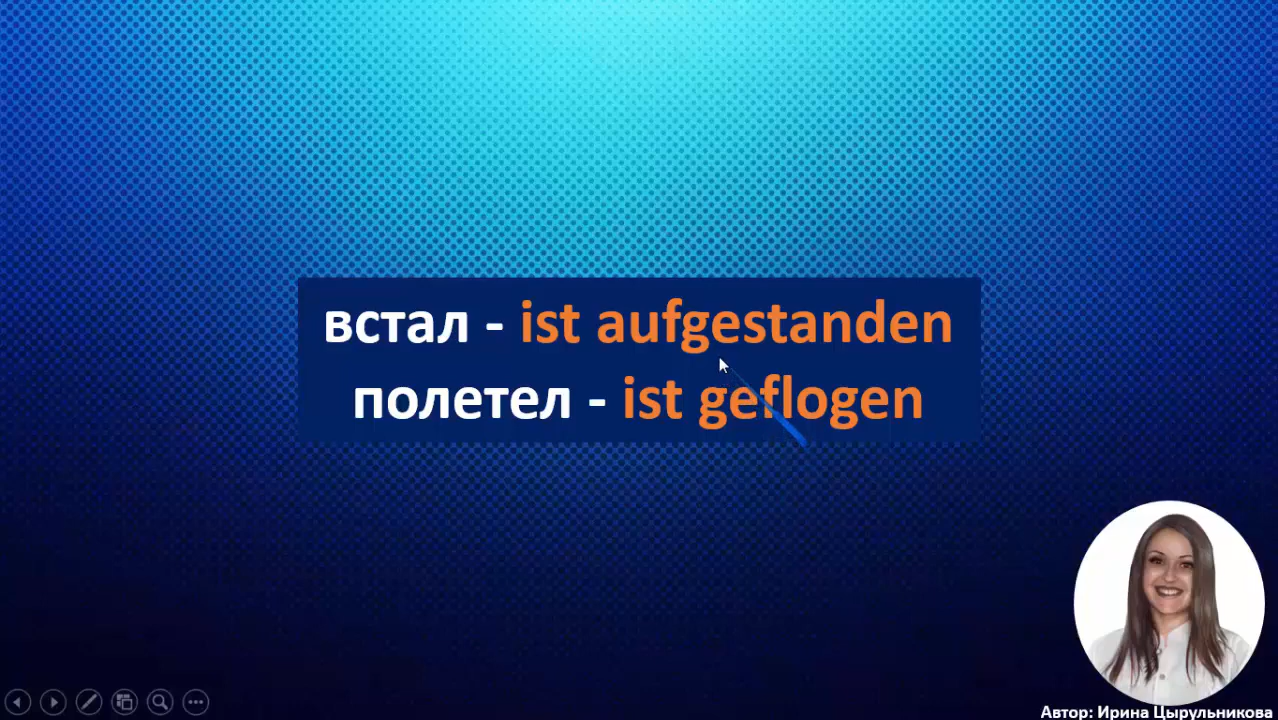 встал - ist aufgestanden
полетел - ist geflogen
Автор: Ирина Цырульникова